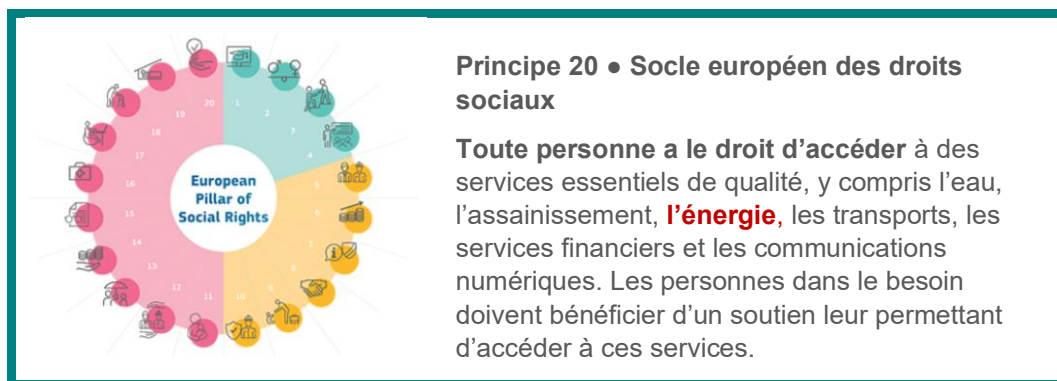 European
Pillar of
Social Rights
1
2
3
4
5
6
7
8
9
10
11
12
13
14
15
16
17
18
19
20
Principe 20 ● Socle européen des droits
sociaux
Toute personne a le droit d’accéder à des
services essentiels de qualité, y compris l’eau,
l’assainissement, l’énergie, les transports, les
services financiers et les communications
numériques. Les personnes dans le besoin
doivent bénéficier d’un soutien leur permettant
d’accéder à ces services.